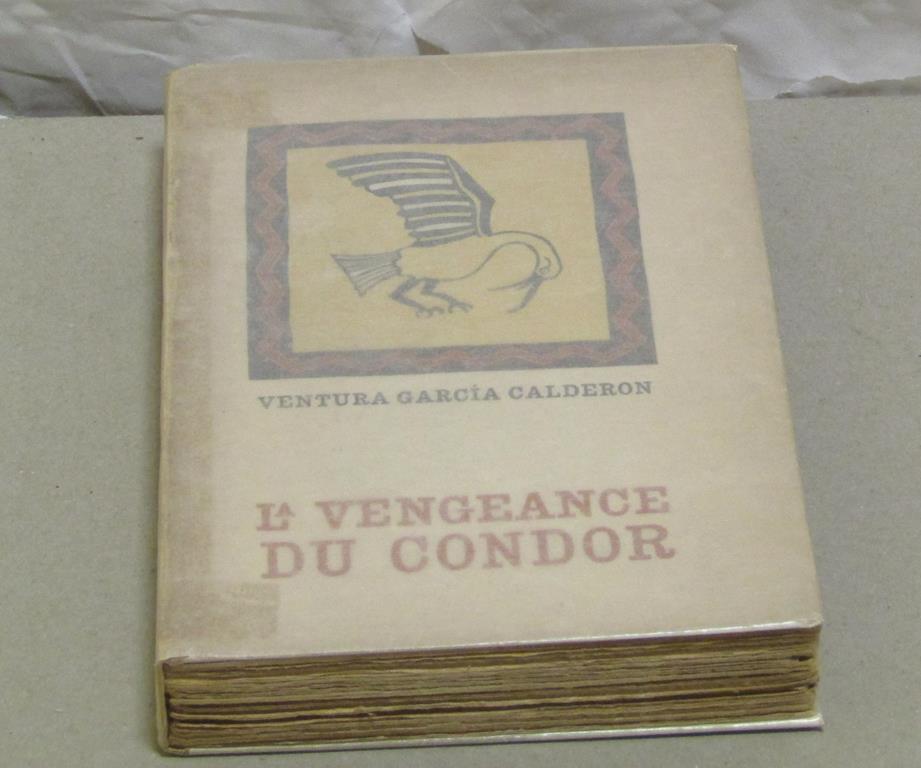 VENTURA GARCÍA CALDERON
LA VENGEANCE
DU CONDOR